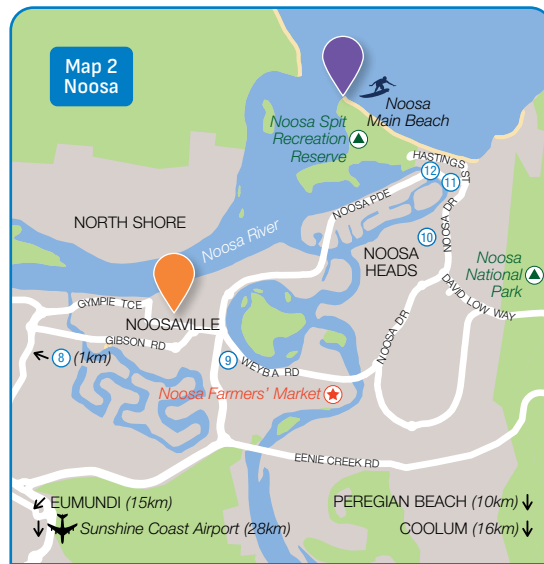 Map 2
Noosa
Noosa
Main Beach
Noosa Spit
Recreation
Reserve
HASTINGS ST
12
11
NOOSA PDE
NORTH SHORE
Noosa River
10
NOOSA DR
NOOSA
HEADS
Noosa
National
Park
GYMPIE TCE
DAVID LOW WAY
NOOSAVILLE
NOOSA DR
GIBSON RD
8 (1km)
9
WEYBA RD
Noosa Farmers' Market
EENIE CREEK RD
EUMUNDI (15km)
PEREGIAN BEACH (10km)
Sunshine Coast Airport (28km)
COOLUM (16km)